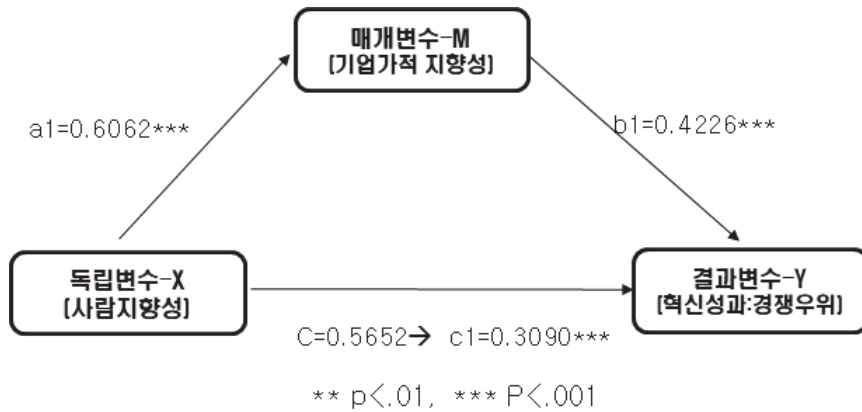 매개변수-M
(기업가적 지향성)
a1=0.6062***
b1=0.4226***
독립변수-X
(사람지향성)
결과변수-Y
(혁신성과:경쟁우위)
C=0.5652→ c1=0.3090***
** p<.01, *** P<.001